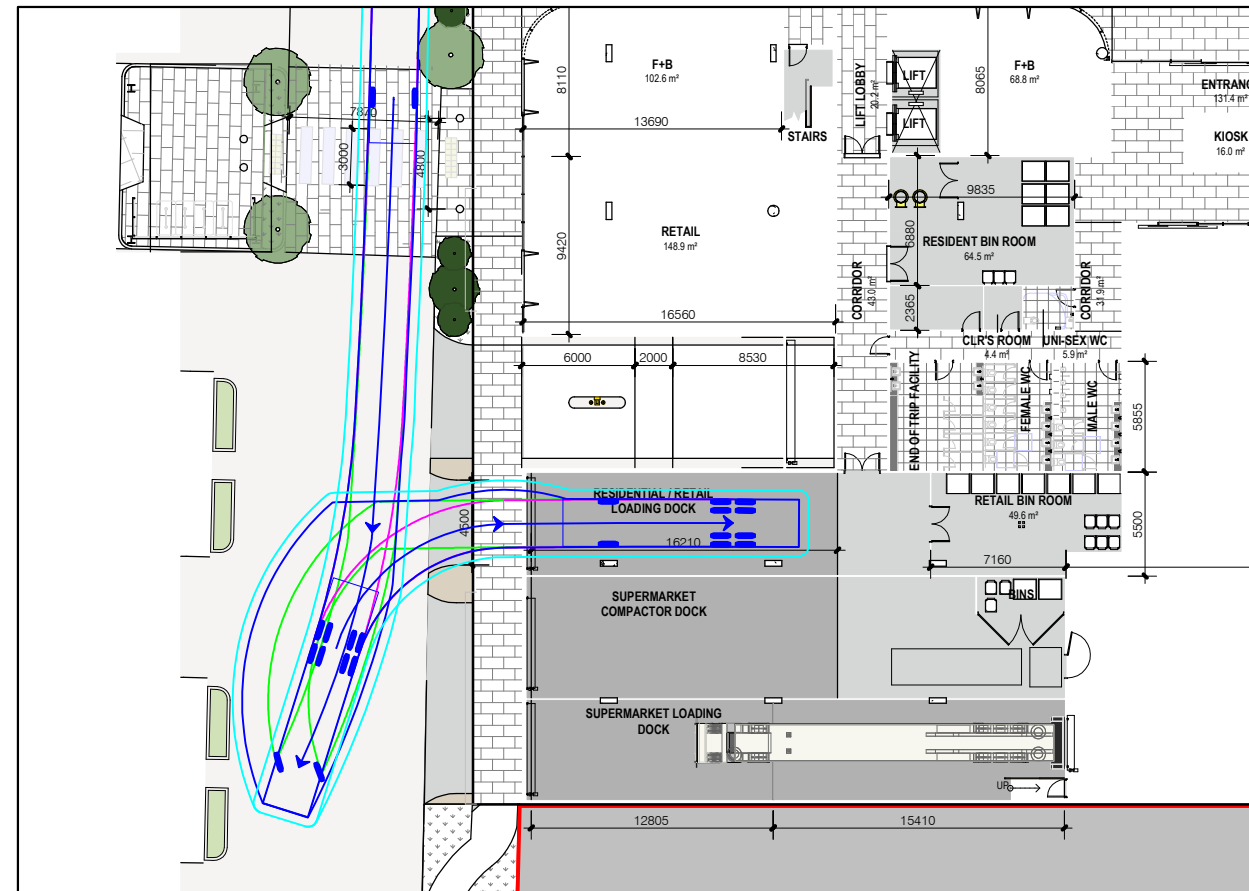 F+B
102.6 m²
8110
13690
STAIRS
LIFT LOBBY
20.2 m²
LIFT
LIFT
8065
F+B
68.8 m²
ENTRANC
131.4 m²
KIOSK
16.0 m²
7870
3000
4800
RETAIL
148.9 m²
9420
16560
CORRIDOR
43.0 m²
9835
6880
RESIDENT BIN ROOM
64.5 m²
2365
CORRIDOR
31.9 m²
CLR'S ROOM
4.4 m²
UNI-SEX WC
5.9 m²
6000
2000
8530
END OF TRIP FACILITY
FEMALE WC
MALE WC
5855
RESIDENTIAL / RETAIL
LOADING DOCK
4500
16210
RETAIL BIN ROOM
49.6 m²
5500
7160
SUPERMARKET
COMPACTOR DOCK
BINS
SUPERMARKET LOADING
DOCK
UP
12805
15410